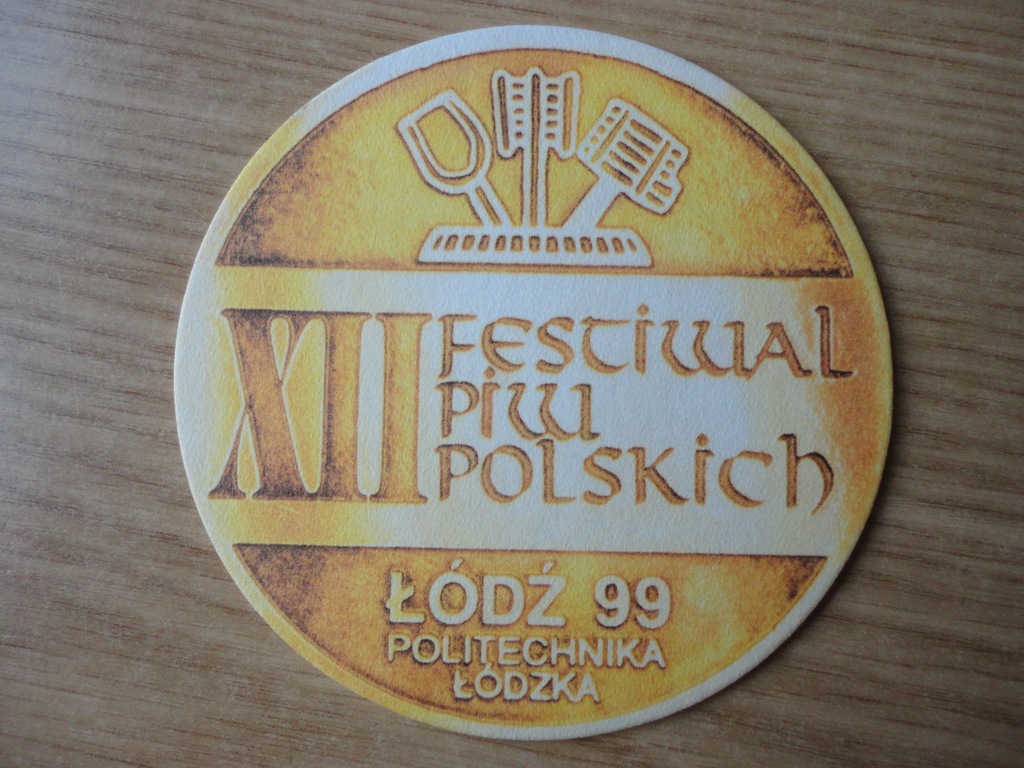 XII FESTIWAL
PIW
POLSKICH
ŁÓDŹ 99
POLITECHNIKA
ŁÓDZKA